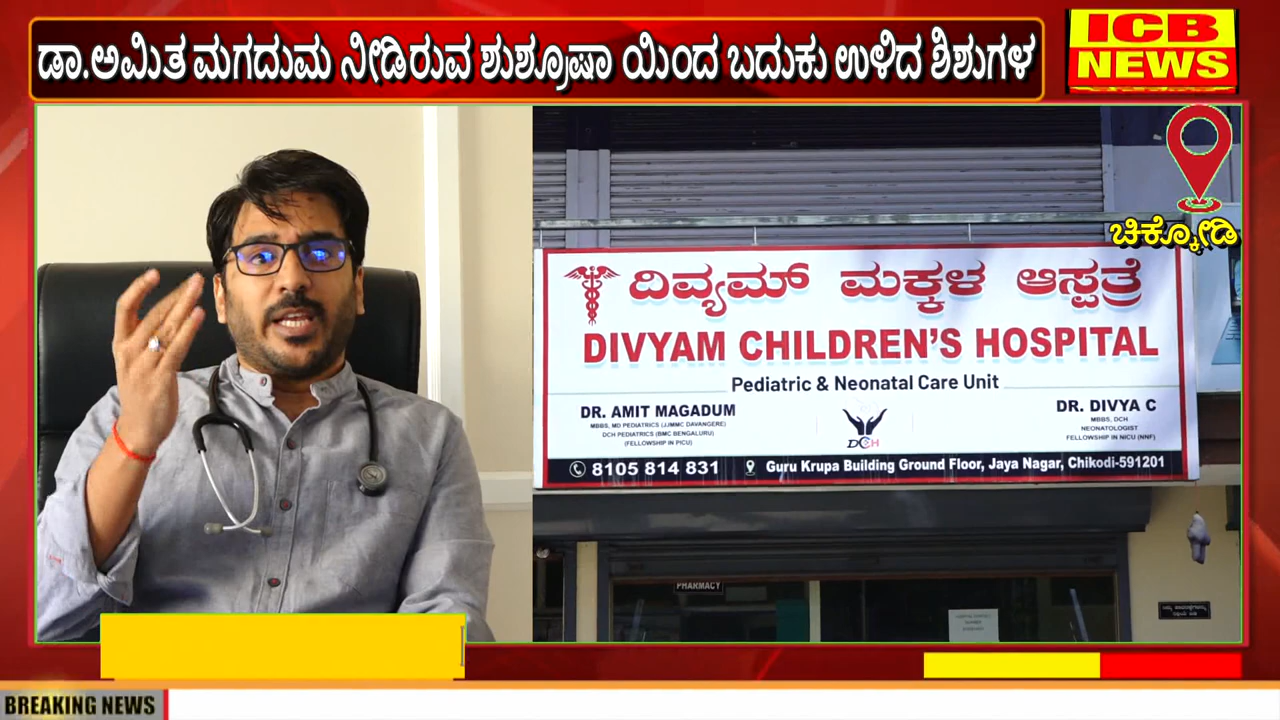 ಡಾ.ಅಮಿತ ಮಗದುಮ ನೀಡಿರುವ ಶುಶ್ರೂಷಾ ಯಿಂದ ಬದುಕು ಉಳಿದ ಶಿಶುಗಳ
ICB
NEWS
ಚಿಕ್ಕೋಡಿ
ದಿವ್ಯಮ್ ಮಕ್ಕಳ ಆಸ್ಪತ್ರೆ
DIVYAM CHILDREN'S HOSPITAL
Pediatric & Neonatal Care Unit
DR. AMIT MAGADUM
MBBS, MD PEDIATRICS (JJMMC DAVANGERE)
DCH PEDIATRICS (BMC BENGALURU)
(FELLOWSHIP IN PICU)
DCH
DR. DIVYA C
MBBS, DCH
NEONATOLOGIST
FELLOWSHIP IN NICU (NNF)
8105 814 831
Guru Krupa Building Ground Floor, Jaya Nagar, Chikodi-591201
PHARMACY
BREAKING NEWS